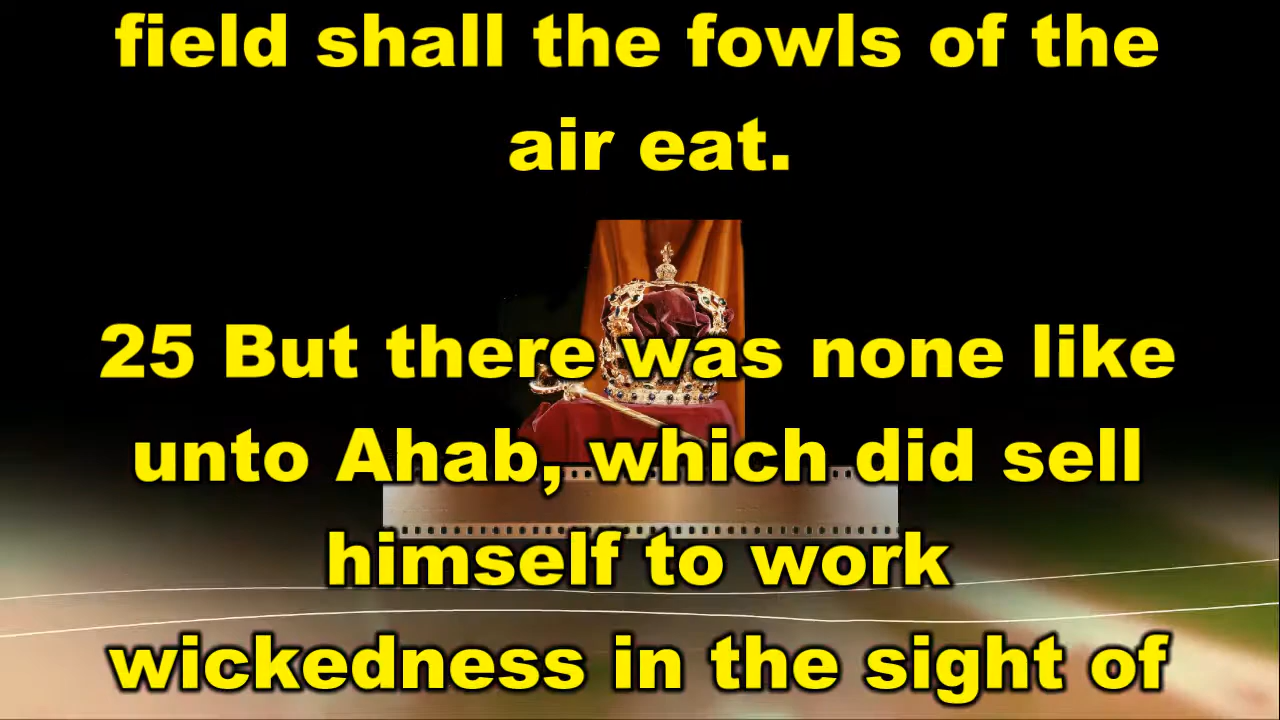 field shall the fowls of the
air eat.
25 But there was none like
unto Ahab, which did sell
himself to work
wickedness in the sight of